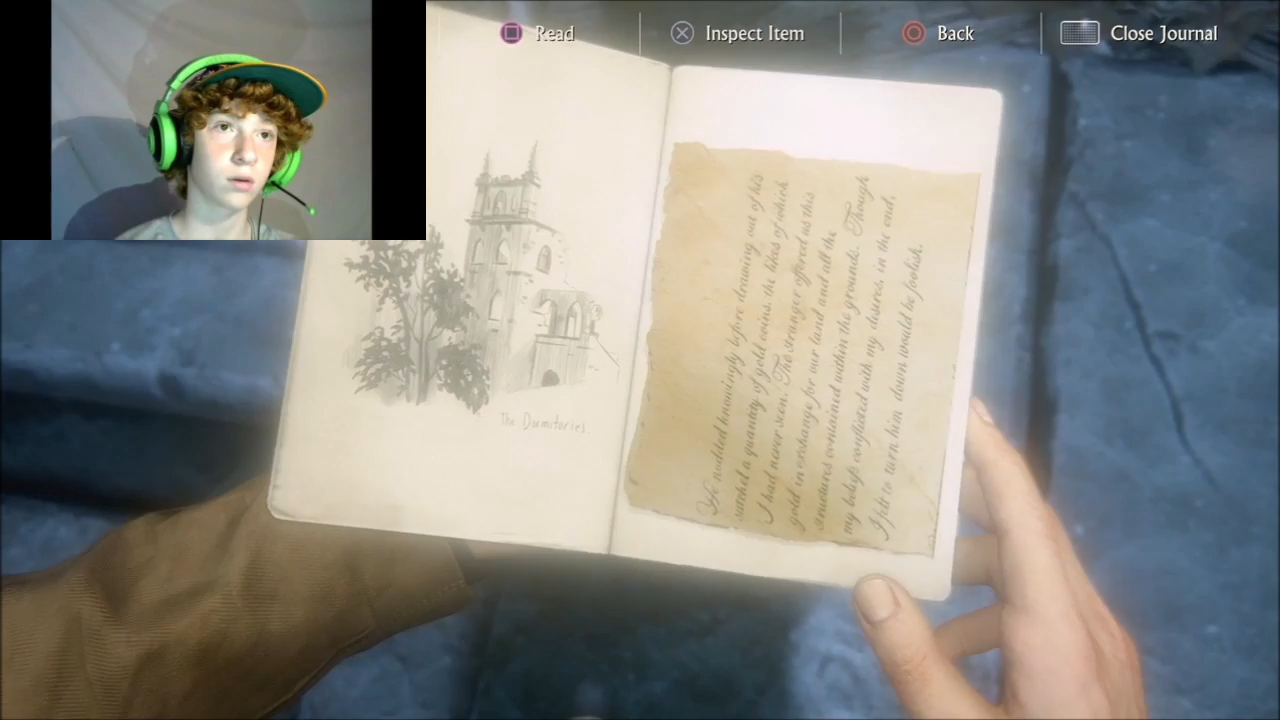 Read
Inspect Item
Back
Close Journal
The Dormitories.
He nodded knowingly before drawing out of his
satchel a quantity of gold coins, the likes of which
I had never seen. The stranger offered us this
gold in exchange for our land and all the
structures contained within the grounds. Though
my beliefs conflicted with my desires, in the end,
I felt to turn him down would be foolish.